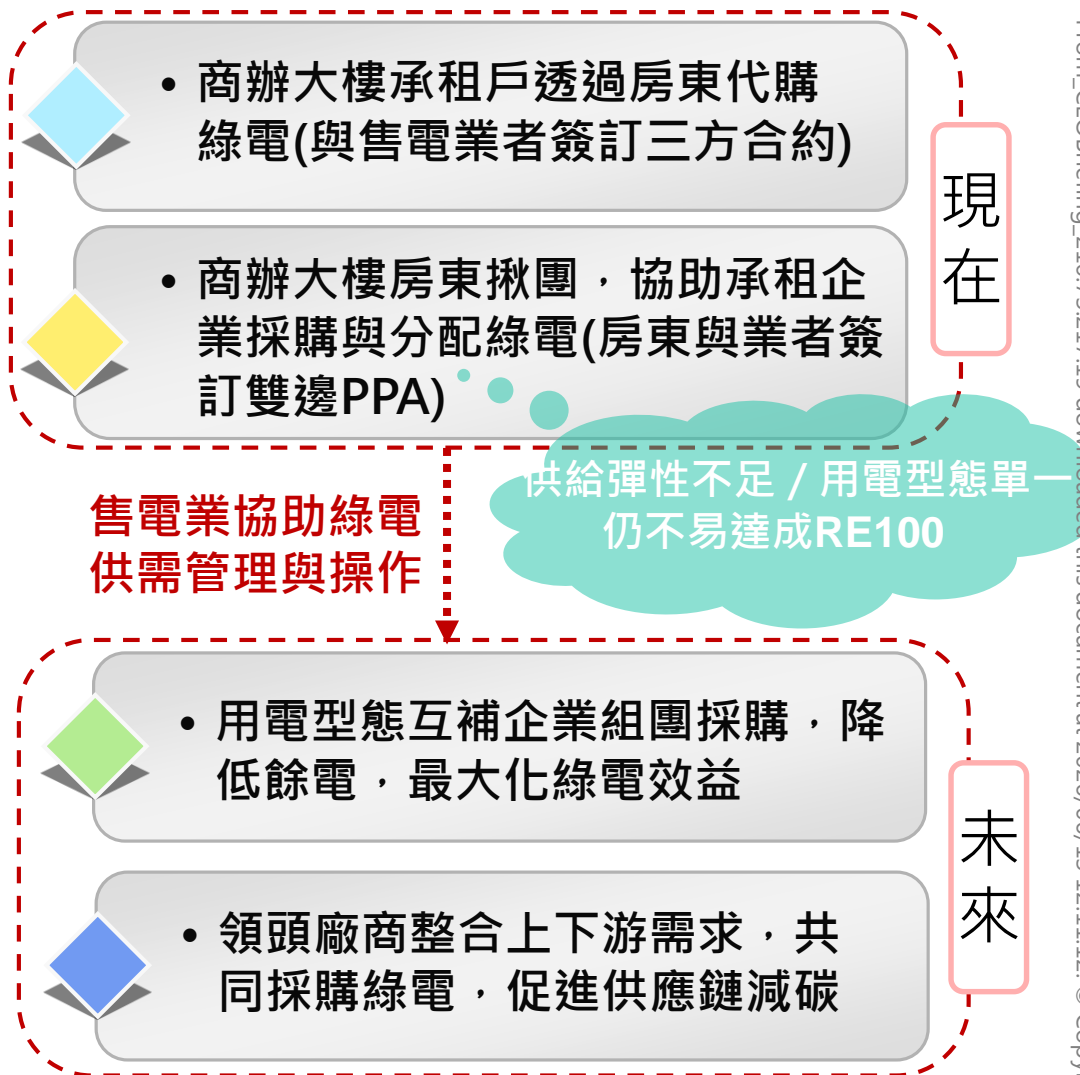 • 商辦大樓承租戶透過房東代購
綠電(與售電業者簽訂三方合約)
現在
• 商辦大樓房東揪團，協助承租企
業採購與分配綠電(房東與業者簽
訂雙邊PPA)
供給彈性不足／用電型態單一
仍不易達成RE100
售電業協助綠電
供需管理與操作
• 用電型態互補企業組團採購，降
低餘電，最大化綠電效益
未來
• 領頭廠商整合上下游需求，共
同採購綠電，促進供應鏈減碳